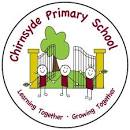 Chirnsyde Primary School
Learning Together - Growing Together